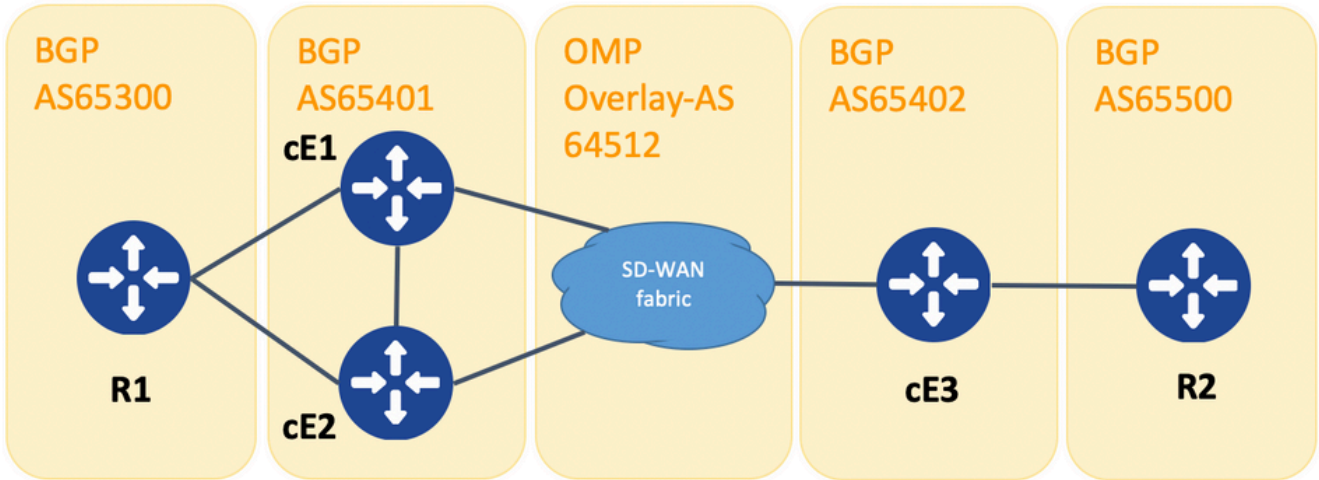 BGP
AS65300
R1
BGP
AS65401
cE1
cE2
OMP
Overlay-AS
64512
SD-WAN
fabric
BGP
AS65402
cE3
BGP
AS65500
R2